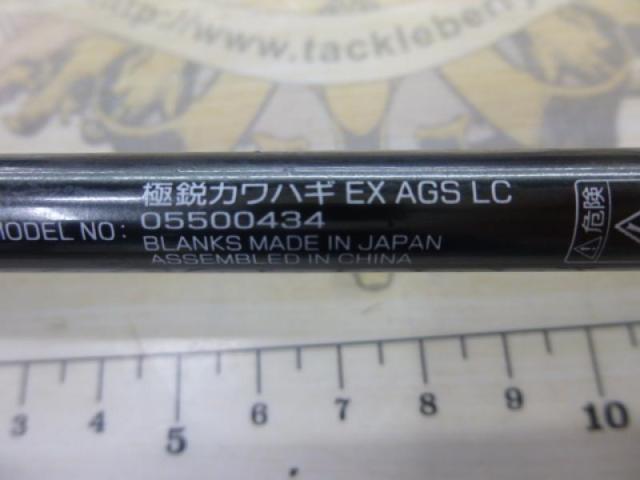 http://www.tackleberry
極鋭カワハギ EX AGS LC
MODEL NO: 05500434
BLANKS MADE IN JAPAN
ASSEMBLED IN CHINA
危険
3 4 5 6 7 8 9 10